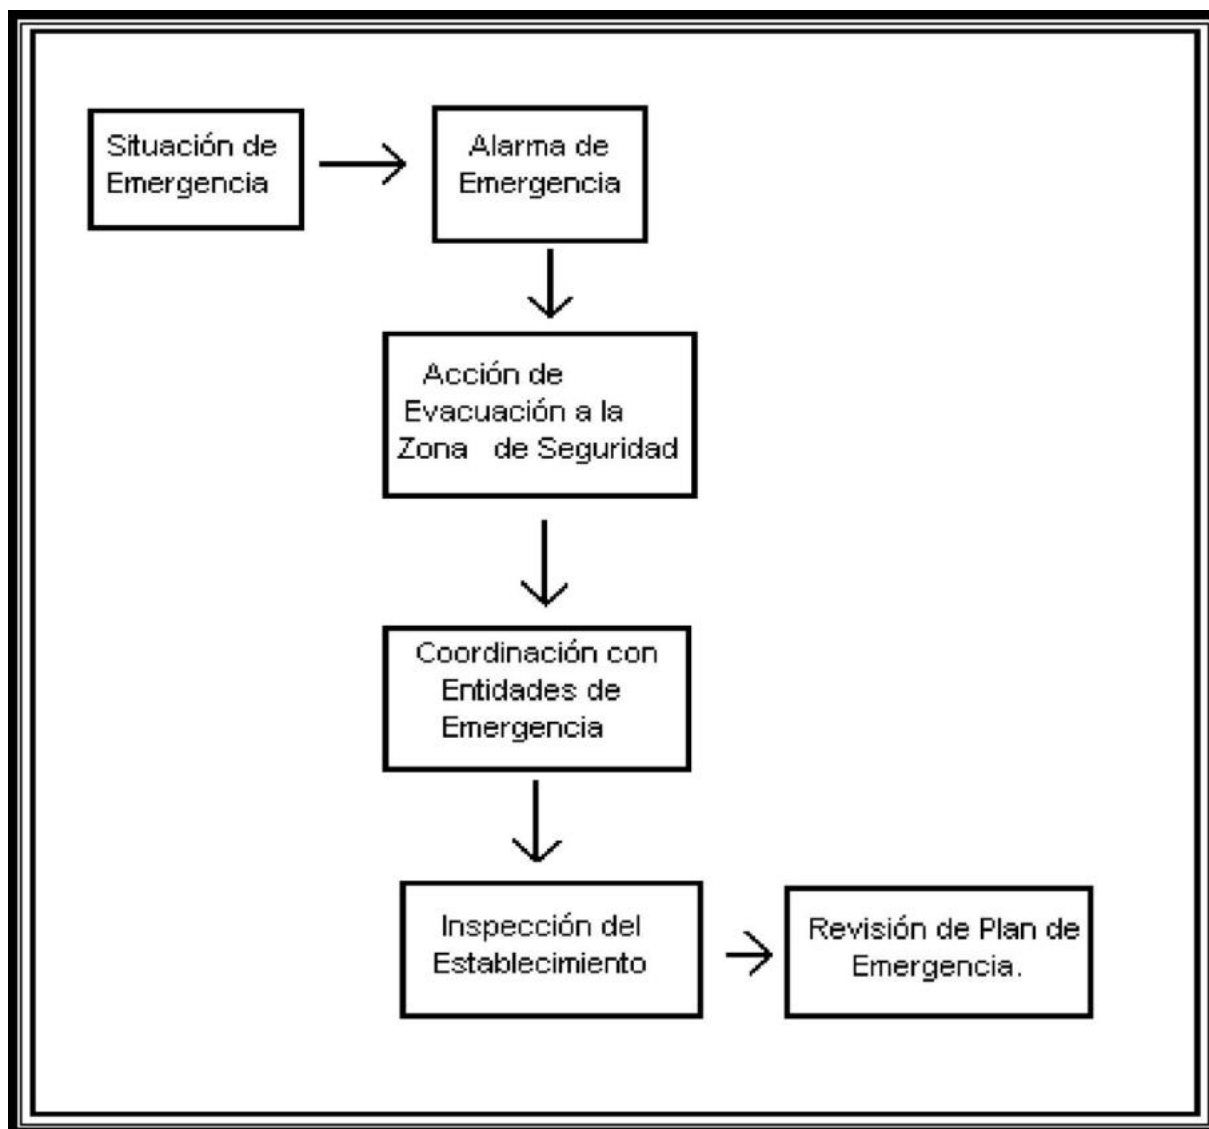 Situación de
Emergencia
Alarma de
Emergencia
Acción de
Evacuación a la
Zona de Seguridad
Coordinación con
Entidades de
Emergencia
Inspección del
Establecimiento
Revisión de Plan de
Emergencia.